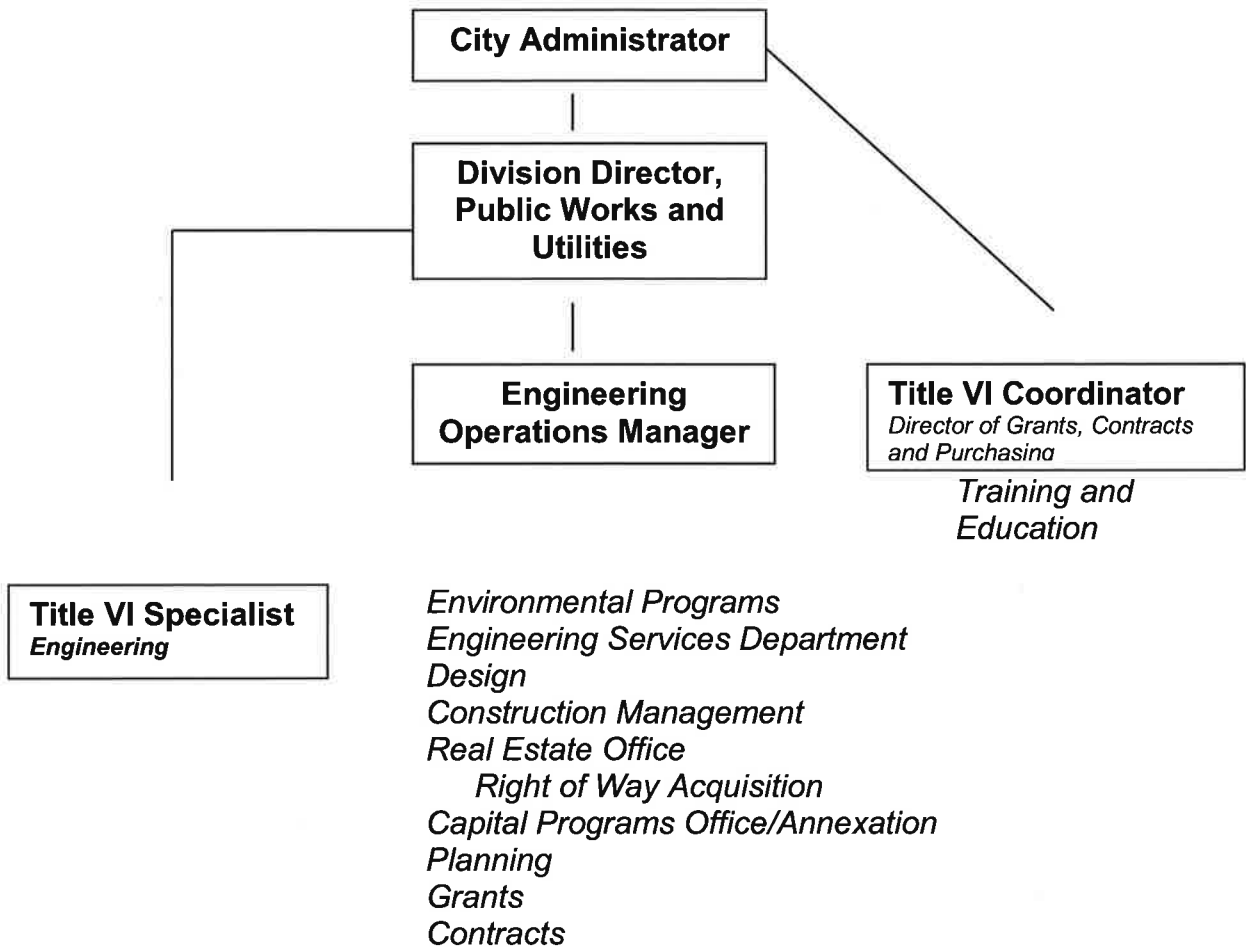 City Administrator
Division Director,
Public Works and
Utilities
Engineering
Operations Manager
Title VI Coordinator
Director of Grants, Contracts
and Purchasing
Training and
Education
Title VI Specialist
Engineering
Environmental Programs
Engineering Services Department
Design
Construction Management
Real Estate Office
Right of Way Acquisition
Capital Programs Office/Annexation
Planning
Grants
Contracts